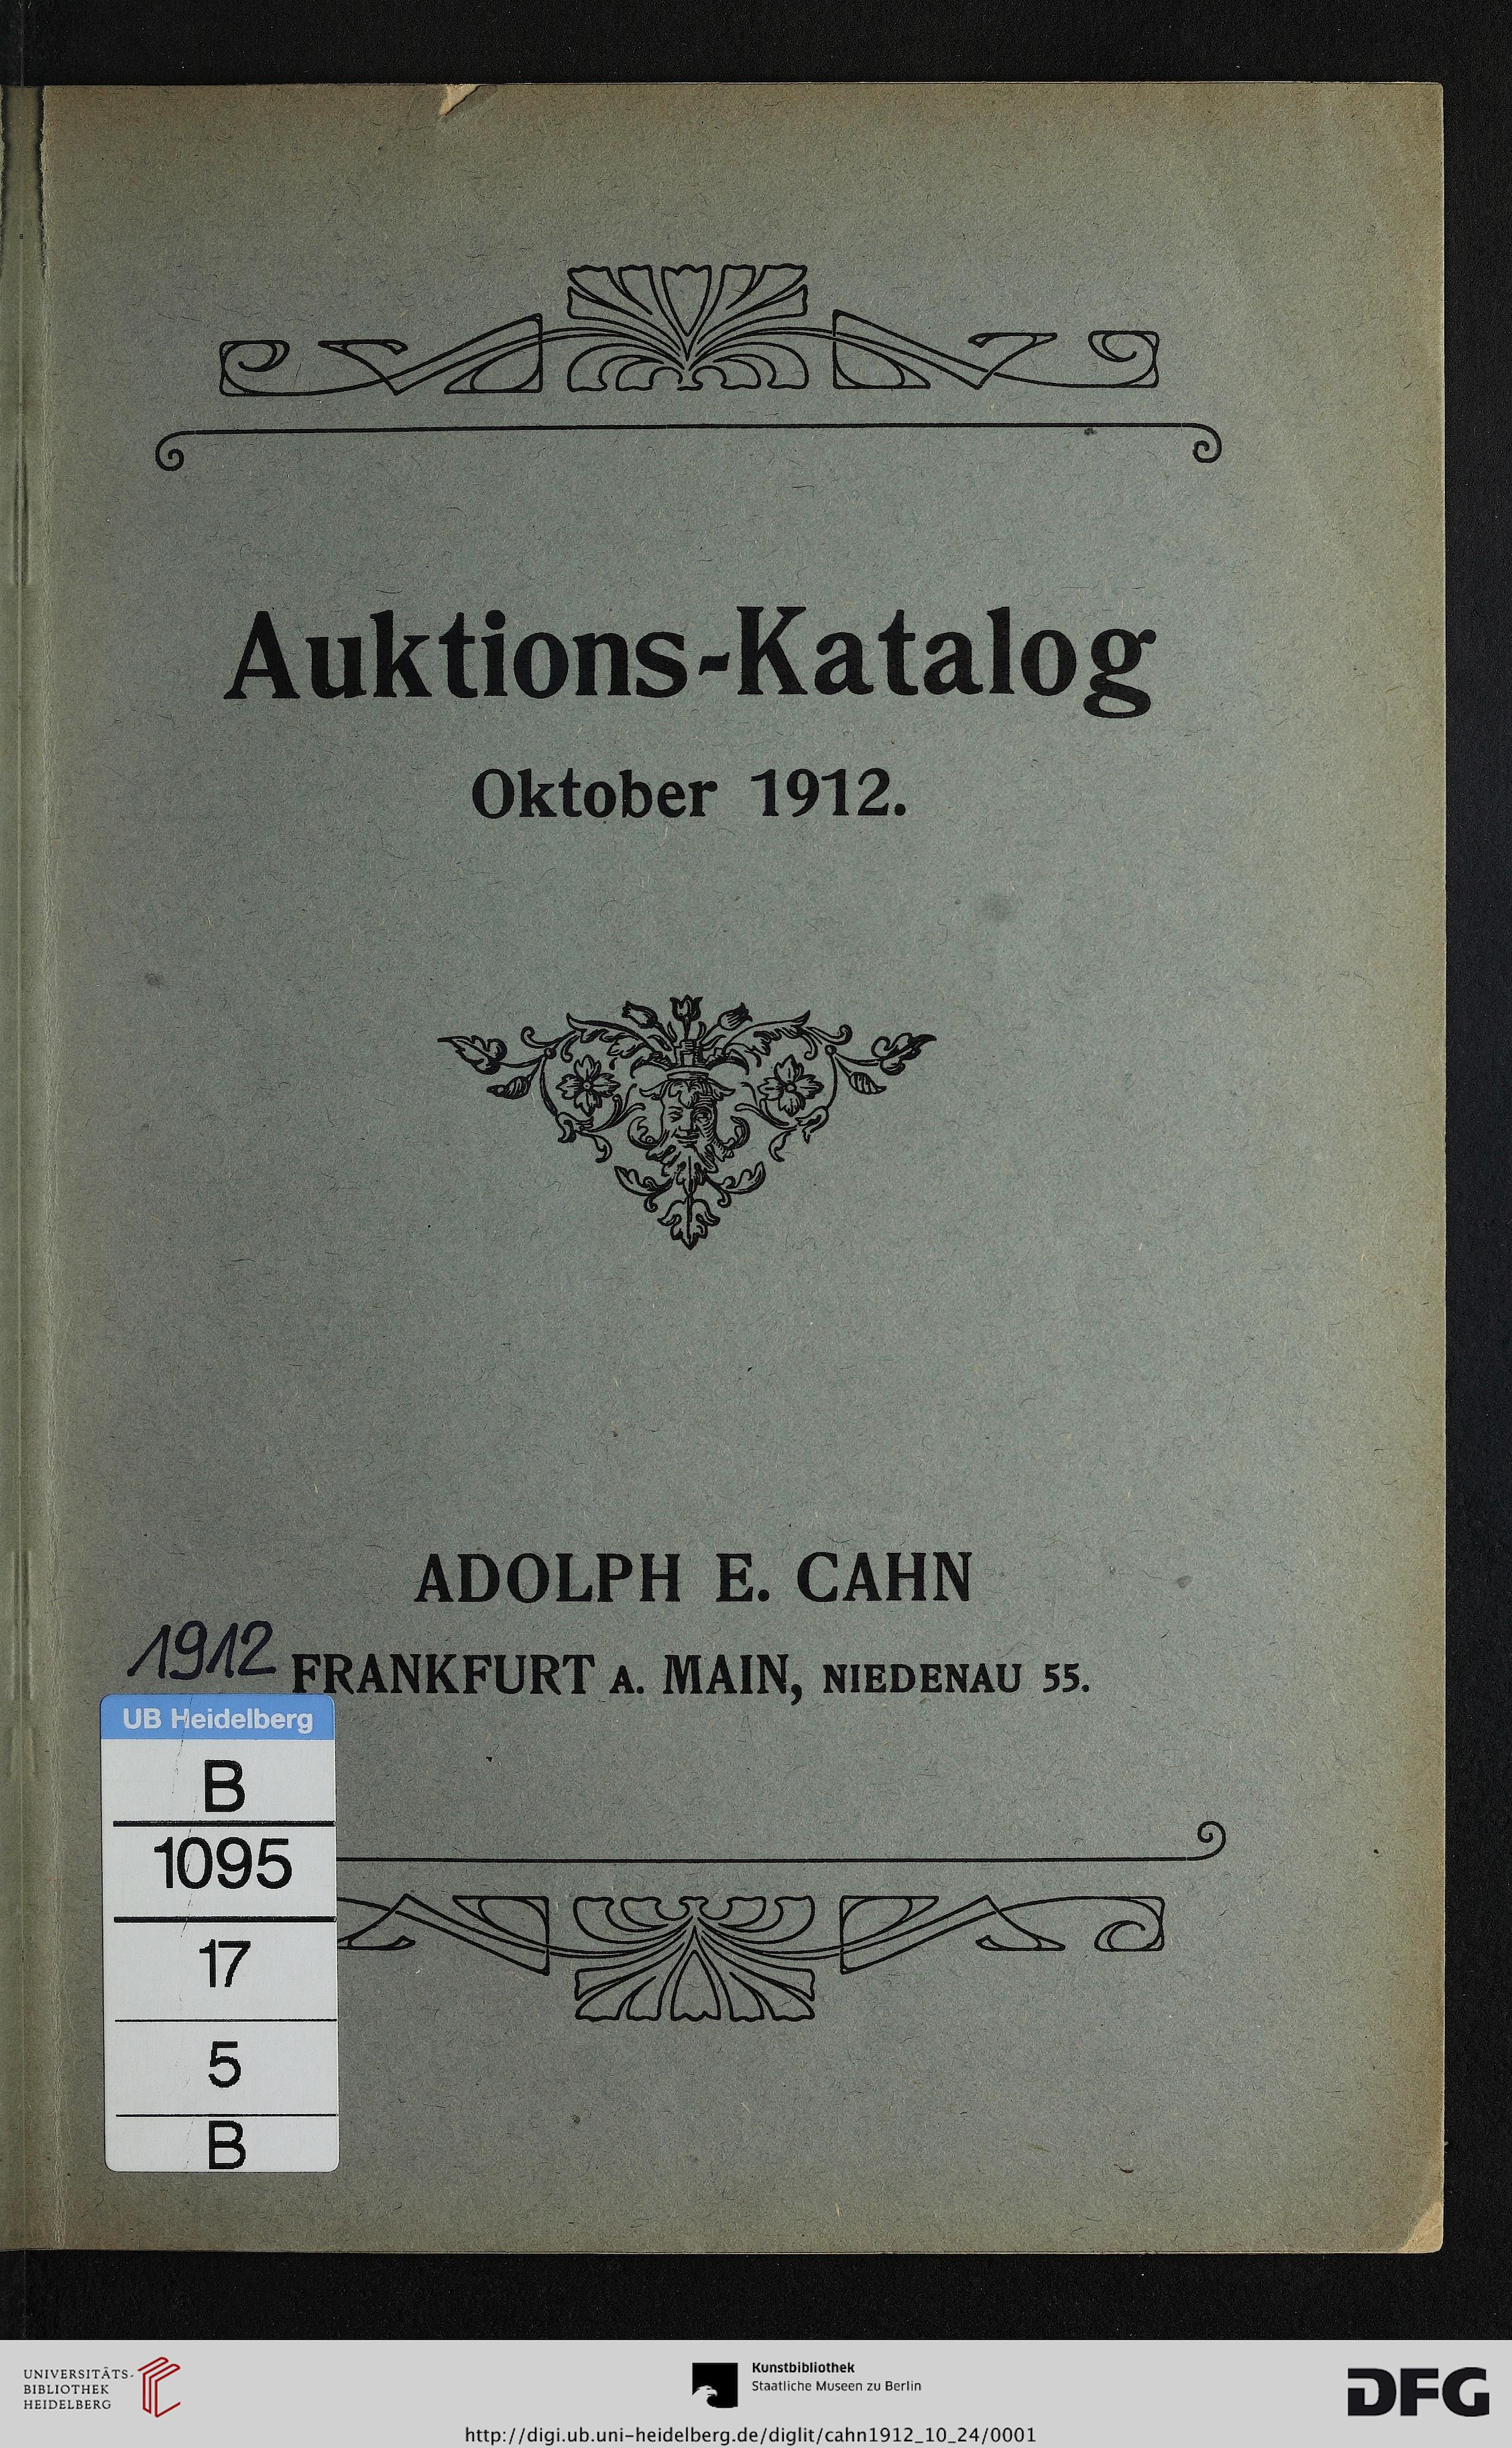 Auktions-Katalog
Oktober 1912.
ADOLPH E. CAHN
1912
FRANKFURT A. MAIN, NIEDENAU 55.
UB Heidelberg
B
1095
17
5
B
UNIVERSITÄTS-
BIBLIOTHEK
HEIDELBERG
Kunstbibliothek
Staatliche Museen zu Berlin
DFG
http://digi.ub.uni-heidelberg.de/diglit/cahn1912_10_24/0001